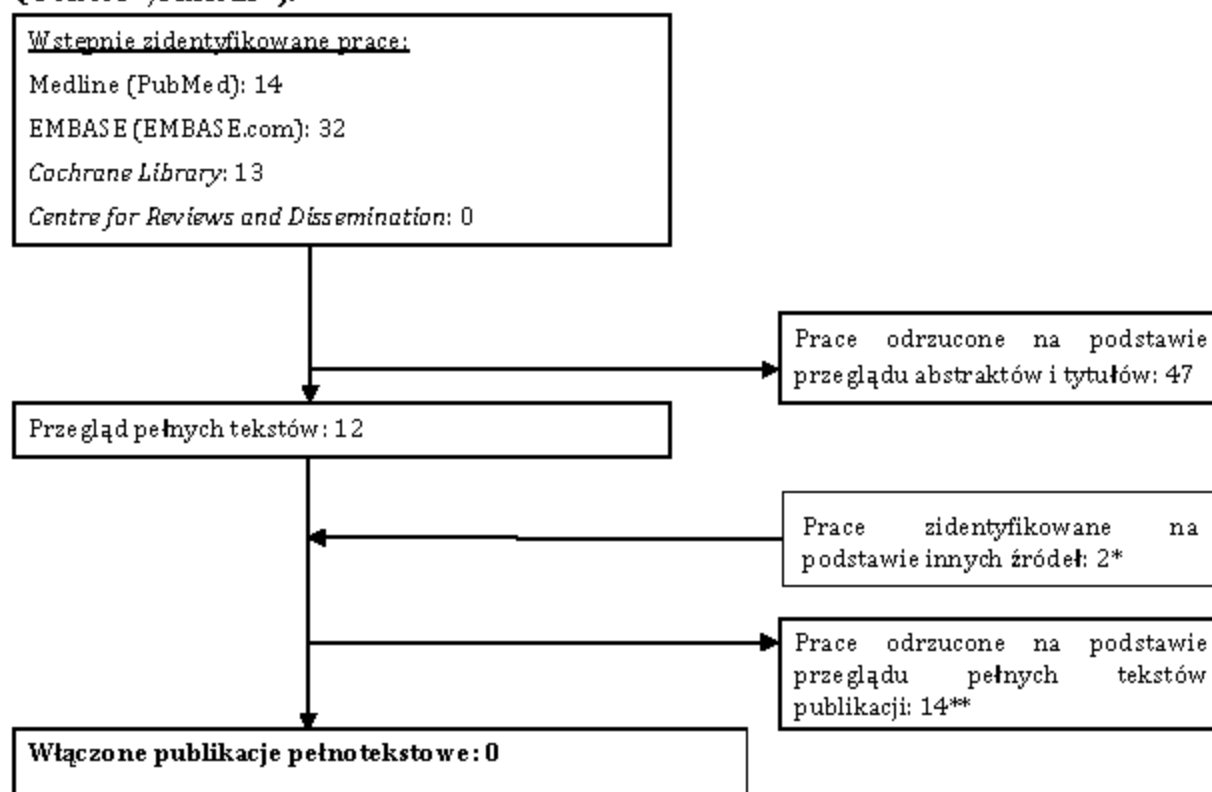 Wstępnie zidentyfikowane prace:
Medline (PubMed): 14
EMBASE (EMBASE.com): 32
Cochrane Library: 13
Centre for Reviews and Dissemination: 0
Prace odrzucone na podstawie
przeglądu abstraktów i tytułów: 47
Przegląd pełnych tekstów: 12
Prace zidentyfikowane na
podstawie innych źródeł: 2*
Prace odrzucone na podstawie
przeglądu pełnych tekstów
publikacji: 14**
Włączone publikacje pełnotekstowe: 0